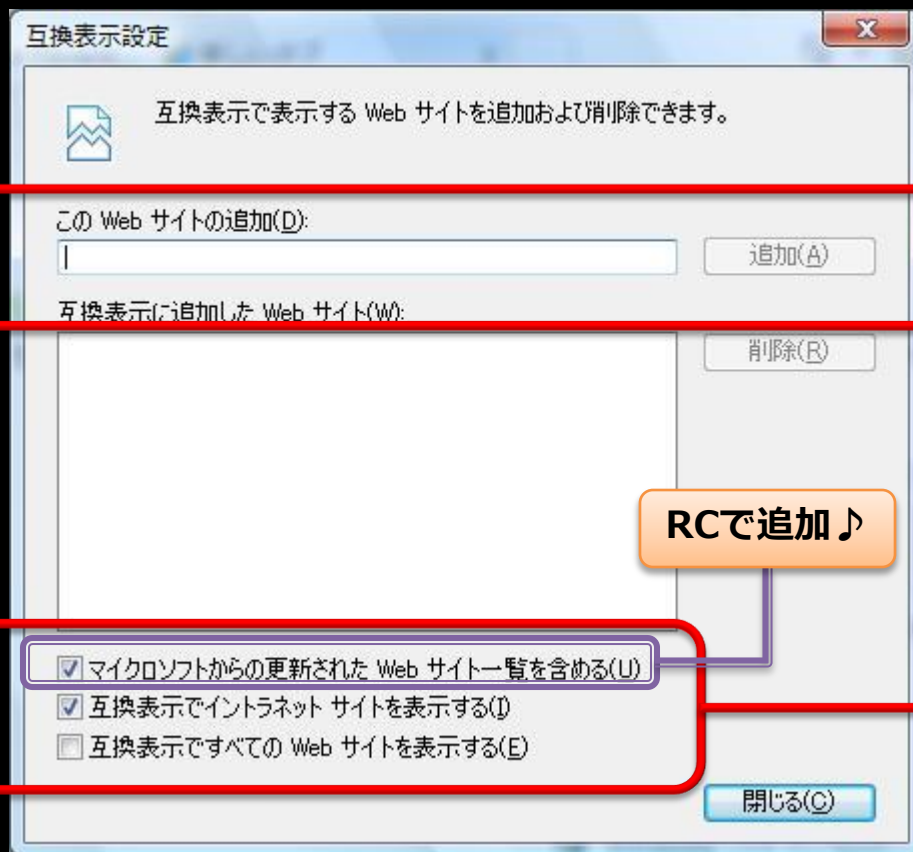 互換表示設定
互換表示で表示する Web サイトを追加および削除できます。
この Web サイトの追加(D):
追加(A)
互換表示に追加した Web サイト(W):
削除(R)
RCで追加♪
マイクロソフトからの更新された Web サイト一覧を含める(U)
互換表示でイントラネット サイトを表示する(I)
互換表示ですべての Web サイトを表示する(E)
閉じる(C)